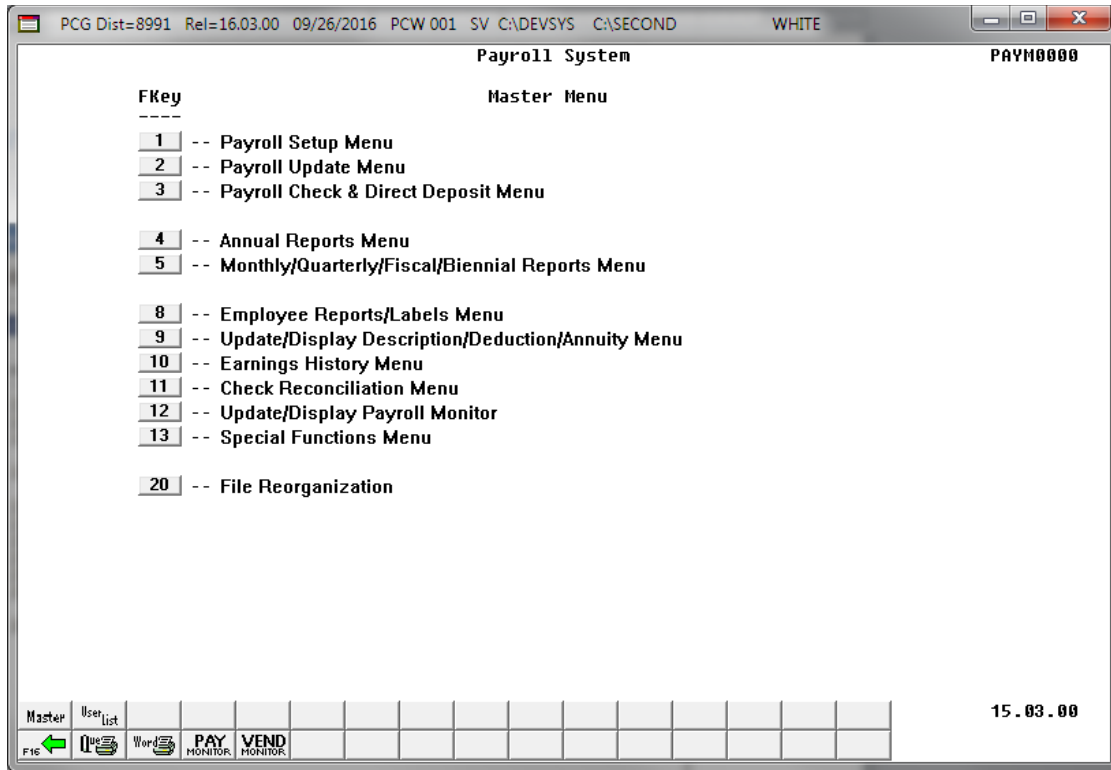 PCG Dist=8991 Rel=16.03.00 09/26/2016 PCW 001 SV C:\DEVSYS C:\SECOND WHITE
Payroll System PAYM0000
FKey Master Menu
----
1 -- Payroll Setup Menu
2 -- Payroll Update Menu
3 -- Payroll Check & Direct Deposit Menu
4 -- Annual Reports Menu
5 -- Monthly/Quarterly/Fiscal/Biennial Reports Menu
8 -- Employee Reports/Labels Menu
9 -- Update/Display Description/Deduction/Annuity Menu
10 -- Earnings History Menu
11 -- Check Reconciliation Menu
12 -- Update/Display Payroll Monitor
13 -- Special Functions Menu
20 -- File Reorganization
Master User List 15.03.00
F16 Que Word PAY MONITOR VEND MONITOR